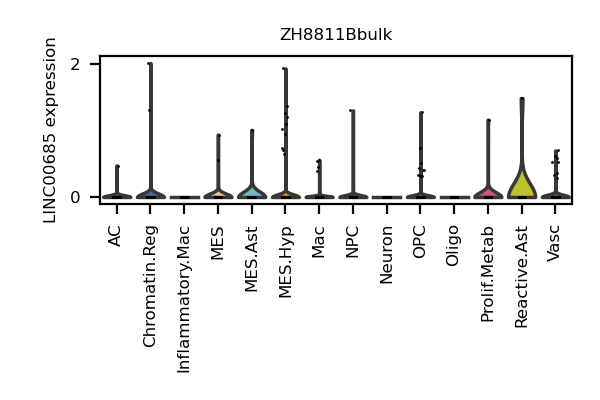 ZH8811Bbulk
LINC00685 expression
2
0
AC
Chromatin.Reg
Inflammatory.Mac
MES
MES.Ast
MES.Hyp
Mac
NPC
Neuron
OPC
Oligo
Prolif.Metab
Reactive.Ast
Vasc